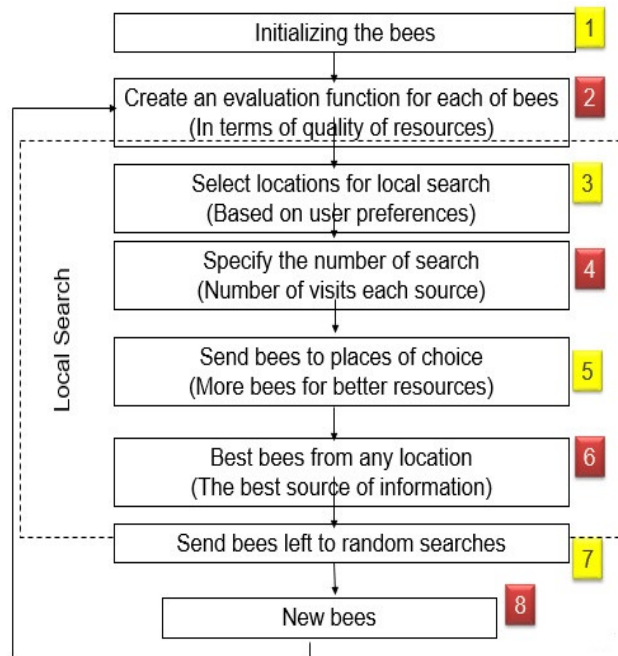 Initializing the bees
1
Create an evaluation function for each of bees
(In terms of quality of resources)
2
Select locations for local search
(Based on user preferences)
3
Specify the number of search
(Number of visits each source)
4
Send bees to places of choice
(More bees for better resources)
5
Best bees from any location
(The best source of information)
6
Send bees left to random searches
7
New bees
8
Local Search